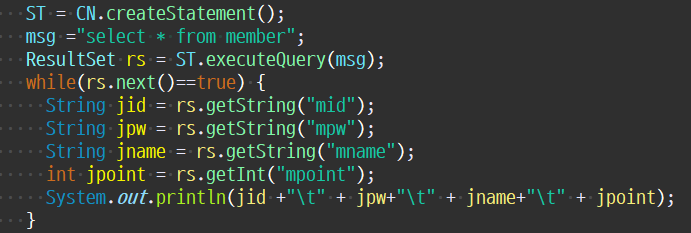 ST = CN.createStatement();
msg ="select * from member";
ResultSet rs = ST.executeQuery(msg);
while(rs.next()==true) {
String jid = rs.getString("mid");
String jpw = rs.getString("mpw");
String jname = rs.getString("mname");
int jpoint = rs.getInt("mpoint");
System.out.println(jid +"\t" + jpw+"\t" + jname+"\t" + jpoint);
}